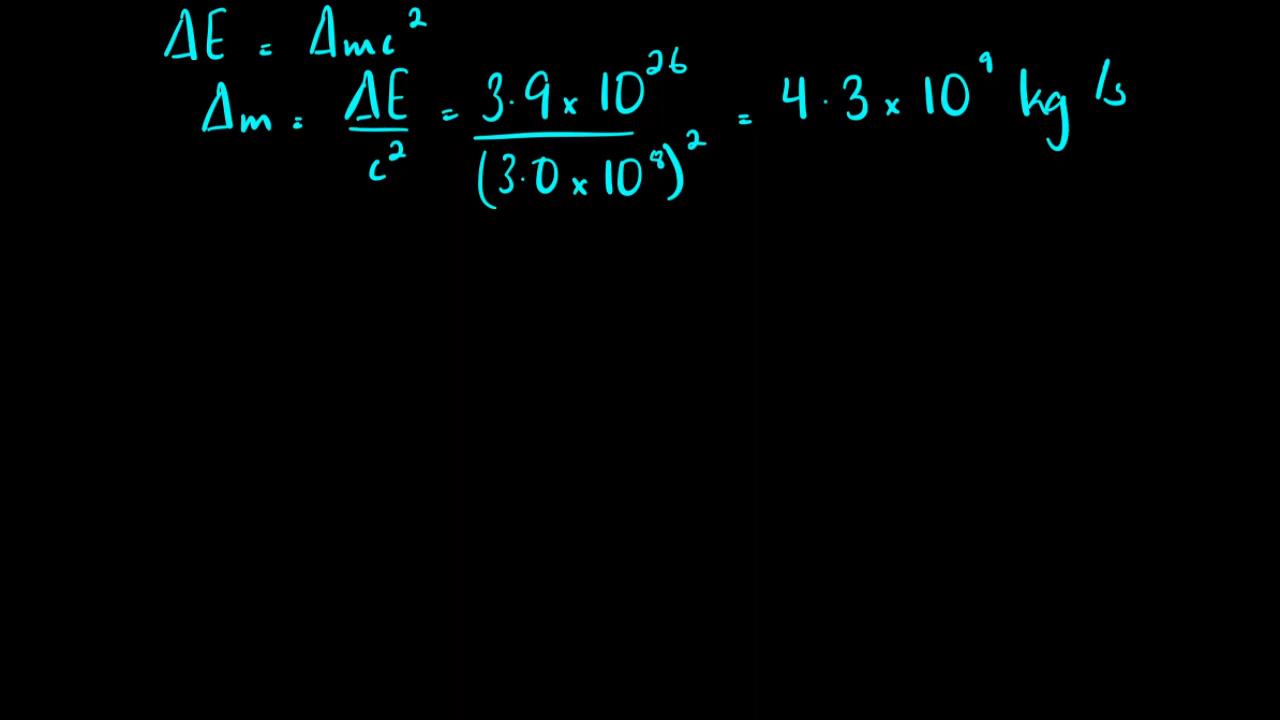 ΔE = Δmc²
Δm = ΔE/c² = 3.9 × 10²⁶/(3.0 × 10⁸)² = 4.3 × 10⁹ kg/s